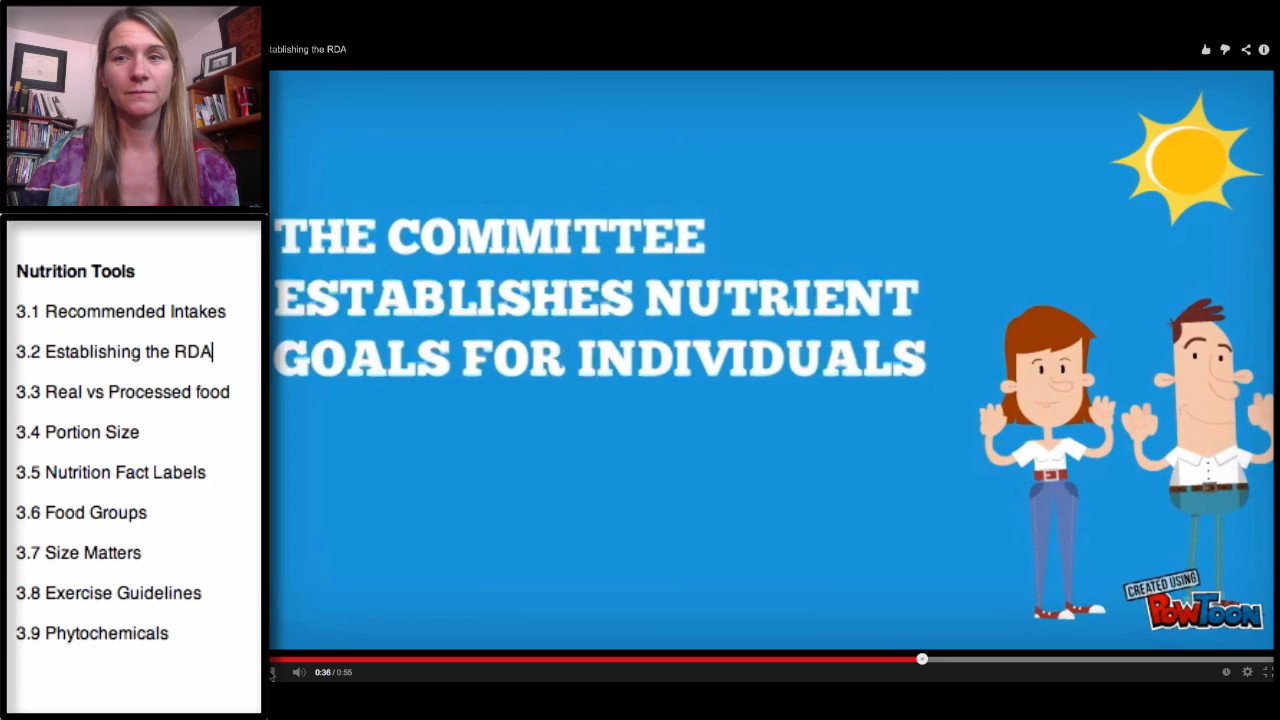 tablishing the RDA
THE COMMITTEE
ESTABLISHES NUTRIENT
GOALS FOR INDIVIDUALS
Nutrition Tools
3.1 Recommended Intakes
3.2 Establishing the RDA
3.3 Real vs Processed food
3.4 Portion Size
3.5 Nutrition Fact Labels
3.6 Food Groups
3.7 Size Matters
3.8 Exercise Guidelines
3.9 Phytochemicals
CREATED USING
POWTOON
0:36 / 0:55